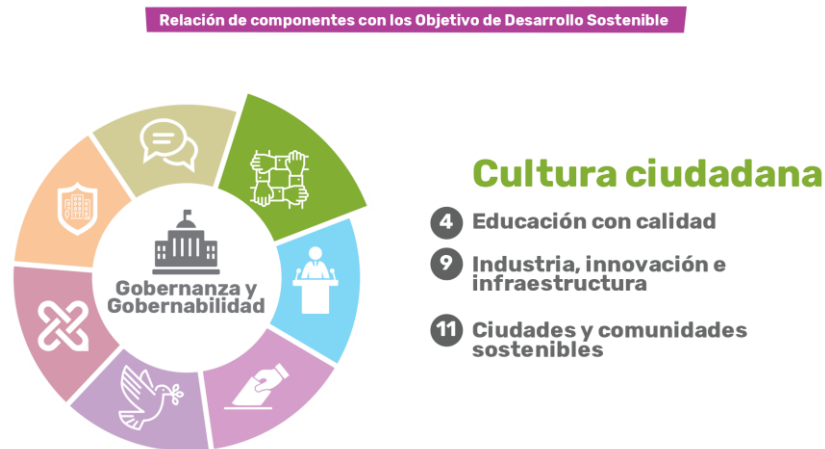 Relación de componentes con los Objetivo de Desarrollo Sostenible
Gobernanza y
Gobernabilidad
Cultura ciudadana
4 Educación con calidad
9 Industria, innovación e
infraestructura
11 Ciudades y comunidades
sostenibles